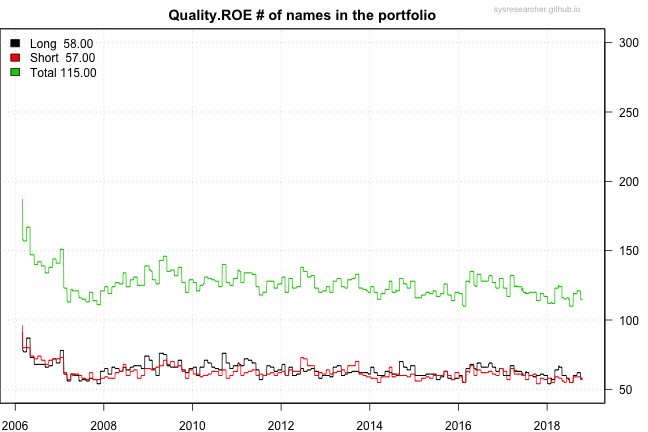 Quality.ROE # of names in the portfolio
sysresearcher.github.io
Long 58.00
Short 57.00
Total 115.00
300
250
200
150
100
50
2006 2008 2010 2012 2014 2016 2018